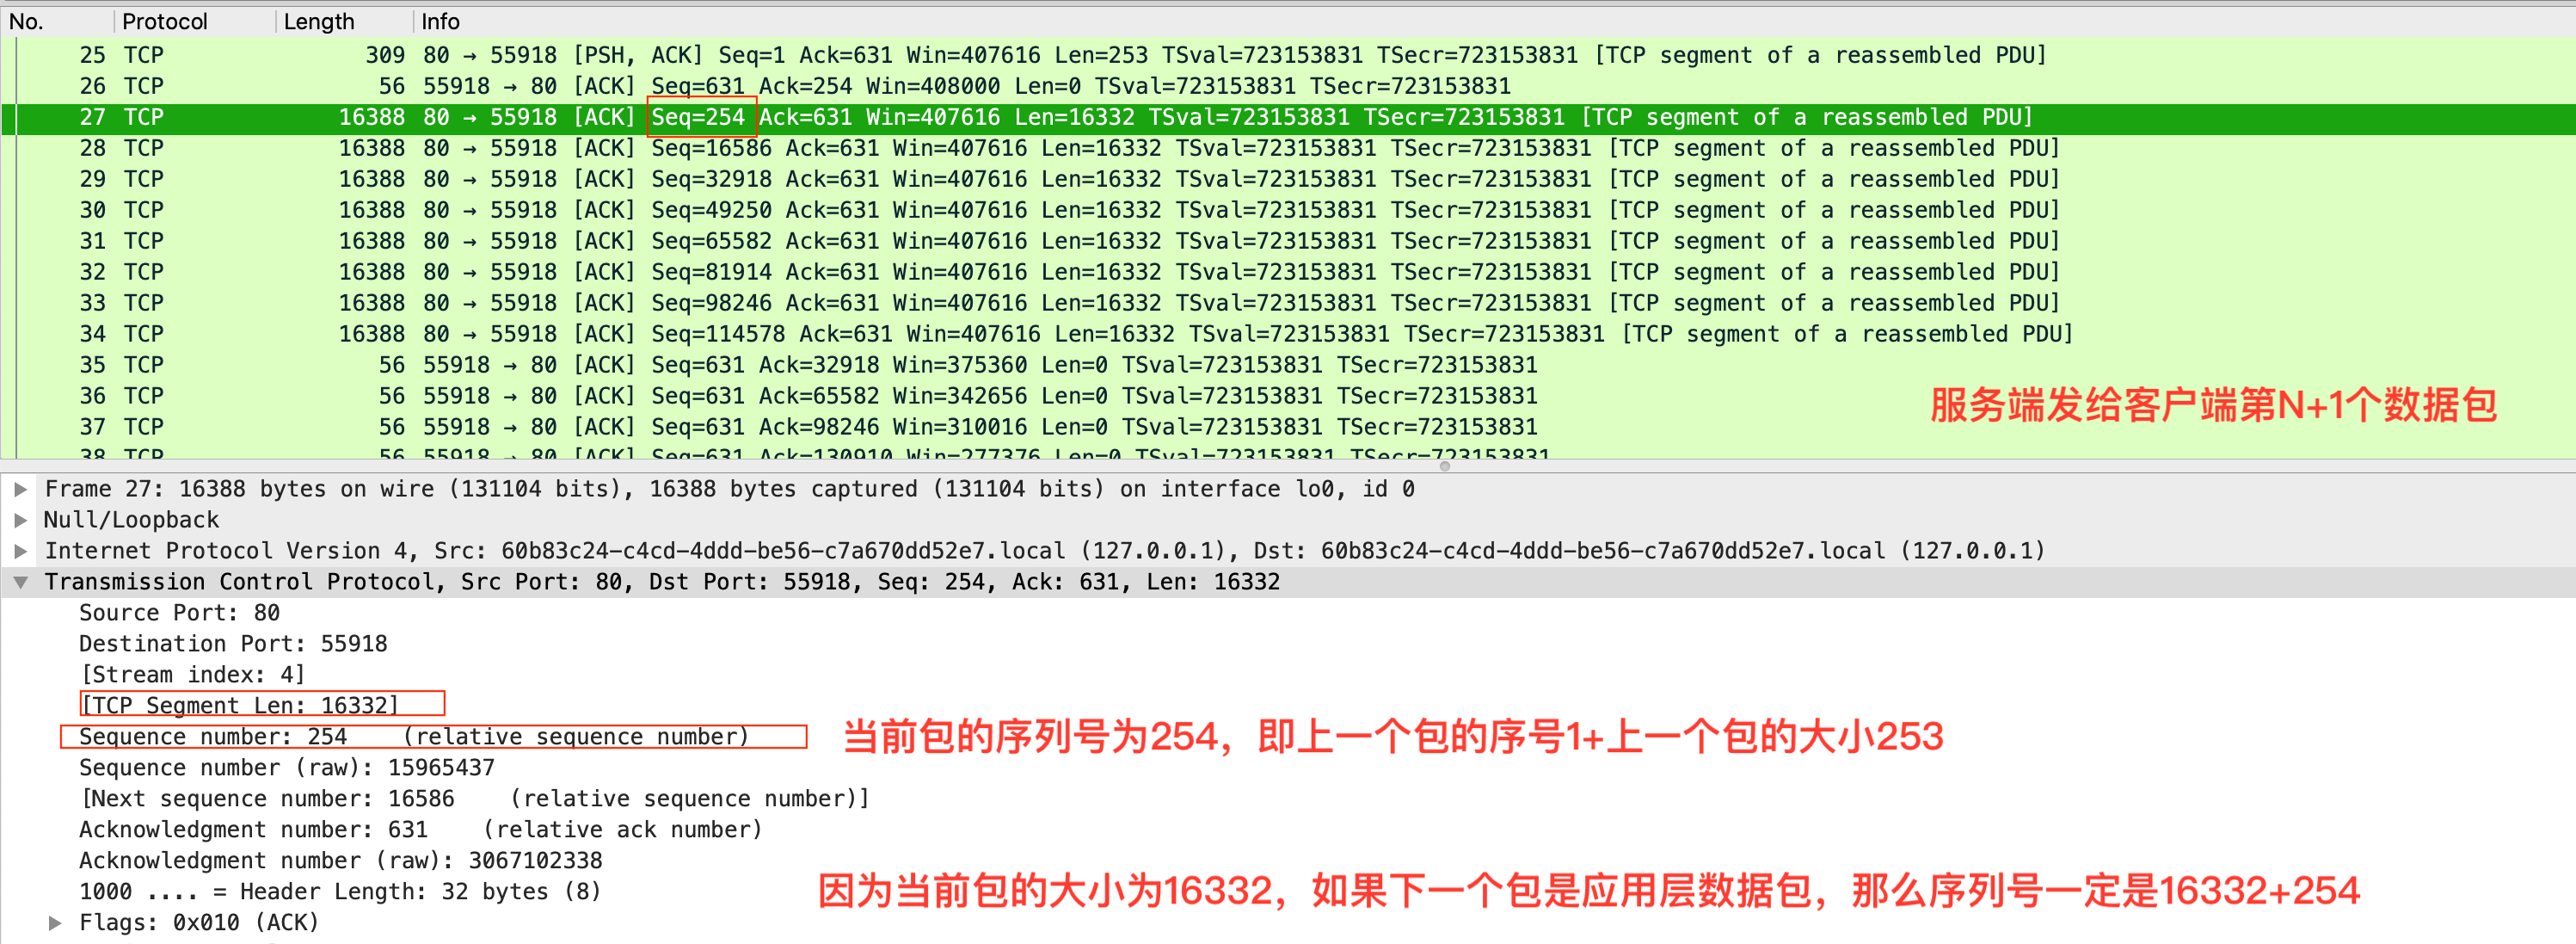 No. Protocol Length Info
25 TCP 309 80 → 55918 [PSH, ACK] Seq=1 Ack=631 Win=407616 Len=253 TSval=723153831 TSecr=723153831 [TCP segment of a reassembled PDU]
26 TCP 56 55918 → 80 [ACK] Seq=631 Ack=254 Win=408000 Len=0 TSval=723153831 TSecr=723153831
27 TCP 16388 80 → 55918 [ACK] Seq=254 Ack=631 Win=407616 Len=16332 TSval=723153831 TSecr=723153831 [TCP segment of a reassembled PDU]
28 TCP 16388 80 → 55918 [ACK] Seq=16586 Ack=631 Win=407616 Len=16332 TSval=723153831 TSecr=723153831 [TCP segment of a reassembled PDU]
29 TCP 16388 80 → 55918 [ACK] Seq=32918 Ack=631 Win=407616 Len=16332 TSval=723153831 TSecr=723153831 [TCP segment of a reassembled PDU]
30 TCP 16388 80 → 55918 [ACK] Seq=49250 Ack=631 Win=407616 Len=16332 TSval=723153831 TSecr=723153831 [TCP segment of a reassembled PDU]
31 TCP 16388 80 → 55918 [ACK] Seq=65582 Ack=631 Win=407616 Len=16332 TSval=723153831 TSecr=723153831 [TCP segment of a reassembled PDU]
32 TCP 16388 80 → 55918 [ACK] Seq=81914 Ack=631 Win=407616 Len=16332 TSval=723153831 TSecr=723153831 [TCP segment of a reassembled PDU]
33 TCP 16388 80 → 55918 [ACK] Seq=98246 Ack=631 Win=407616 Len=16332 TSval=723153831 TSecr=723153831 [TCP segment of a reassembled PDU]
34 TCP 16388 80 → 55918 [ACK] Seq=114578 Ack=631 Win=407616 Len=16332 TSval=723153831 TSecr=723153831 [TCP segment of a reassembled PDU]
35 TCP 56 55918 → 80 [ACK] Seq=631 Ack=32918 Win=375360 Len=0 TSval=723153831 TSecr=723153831
36 TCP 56 55918 → 80 [ACK] Seq=631 Ack=65582 Win=342656 Len=0 TSval=723153831 TSecr=723153831
服务端发给客户端第N+1个数据包
37 TCP 56 55918 → 80 [ACK] Seq=631 Ack=98246 Win=310016 Len=0 TSval=723153831 TSecr=723153831
38 TCP 56 55918 → 80 [ACK] Seq=631 Ack=130910 Win=277376 Len=0 TSval=723153831 TSecr=723153831
Frame 27: 16388 bytes on wire (131104 bits), 16388 bytes captured (131104 bits) on interface lo0, id 0
Null/Loopback
Internet Protocol Version 4, Src: 60b83c24-c4cd-4ddd-be56-c7a670dd52e7.local (127.0.0.1), Dst: 60b83c24-c4cd-4ddd-be56-c7a670dd52e7.local (127.0.0.1)
Transmission Control Protocol, Src Port: 80, Dst Port: 55918, Seq: 254, Ack: 631, Len: 16332
Source Port: 80
Destination Port: 55918
[Stream index: 4]
[TCP Segment Len: 16332]
Sequence number: 254 (relative sequence number)
当前包的序列号为254，即上一个包的序号1+上一个包的大小253
Sequence number (raw): 15965437
[Next sequence number: 16586 (relative sequence number)]
Acknowledgment number: 631 (relative ack number)
Acknowledgment number (raw): 3067102338
1000 .... = Header Length: 32 bytes (8)
因为当前包的大小为16332，如果下一个包是应用层数据包，那么序列号一定是16332+254
Flags: 0x010 (ACK)